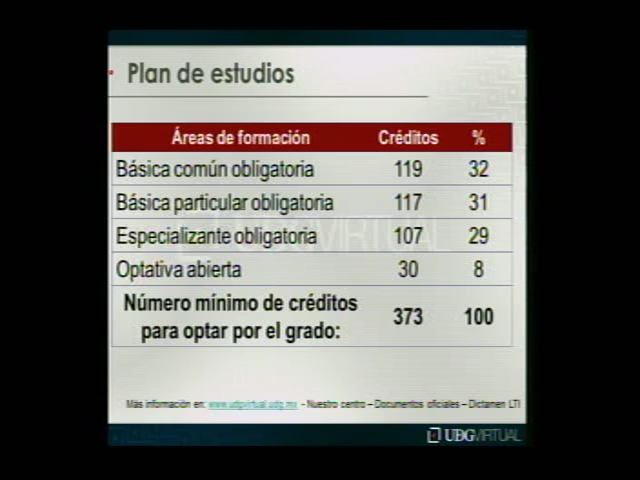 Plan de estudios
Áreas de formación Créditos %
Básica común obligatoria 119 32
Básica particular obligatoria 117 31
Especializante obligatoria 107 29
Optativa abierta 30 8
Número mínimo de créditos
para optar por el grado: 373 100
UDGVIRTUAL
Más información en: www.udgvirtual.udg.mx - Nuestro centro – Documentos oficiales – Dictamen LTI
UDGVIRTUAL